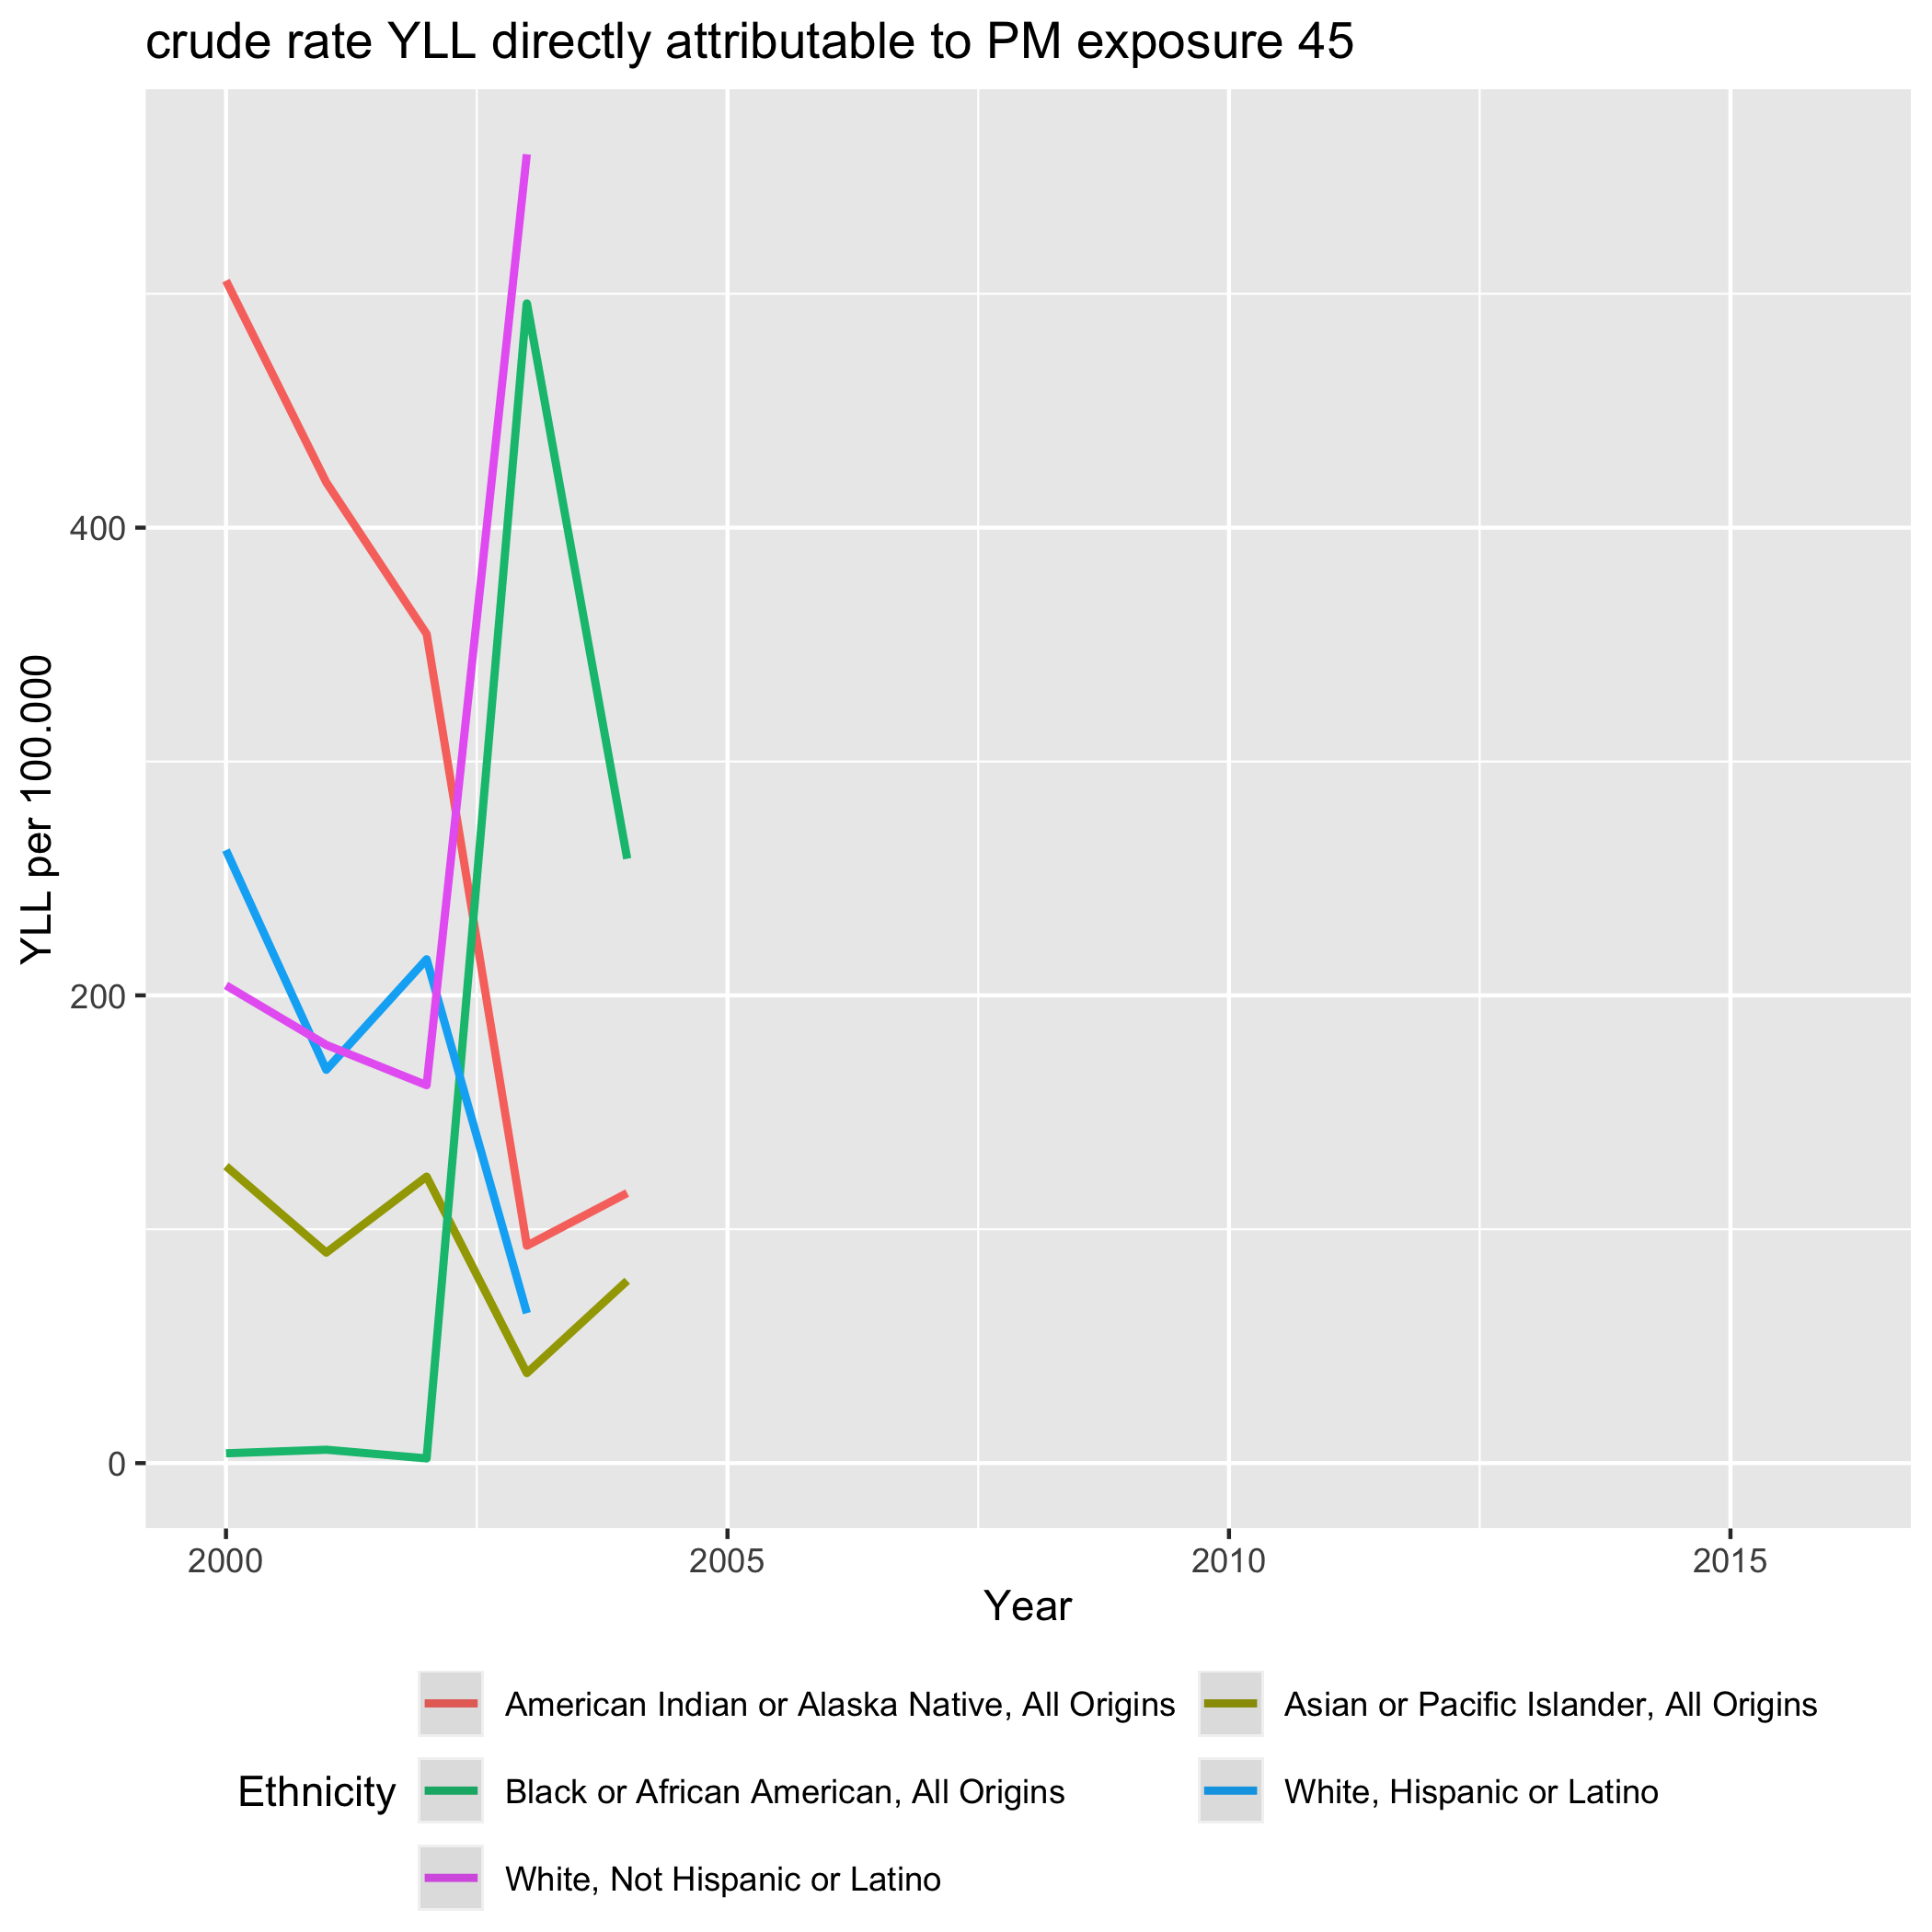 crude rate YLL directly attributable to PM exposure 45
YLL per 100.000
400
200
0
2000 2005 2010 2015
Year
Ethnicity
American Indian or Alaska Native, All Origins
Asian or Pacific Islander, All Origins
Black or African American, All Origins
White, Hispanic or Latino
White, Not Hispanic or Latino